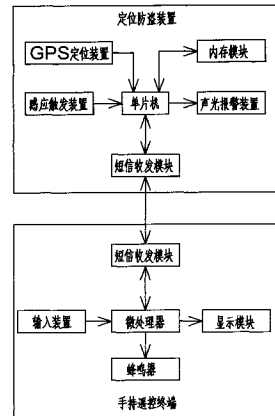 定位防盗装置
GPS定位装置
内存模块
感应触发装置
单片机
声光报警装置
短信收发模块
短信收发模块
输入装置
微处理器
显示模块
蜂鸣器
手持遥控终端